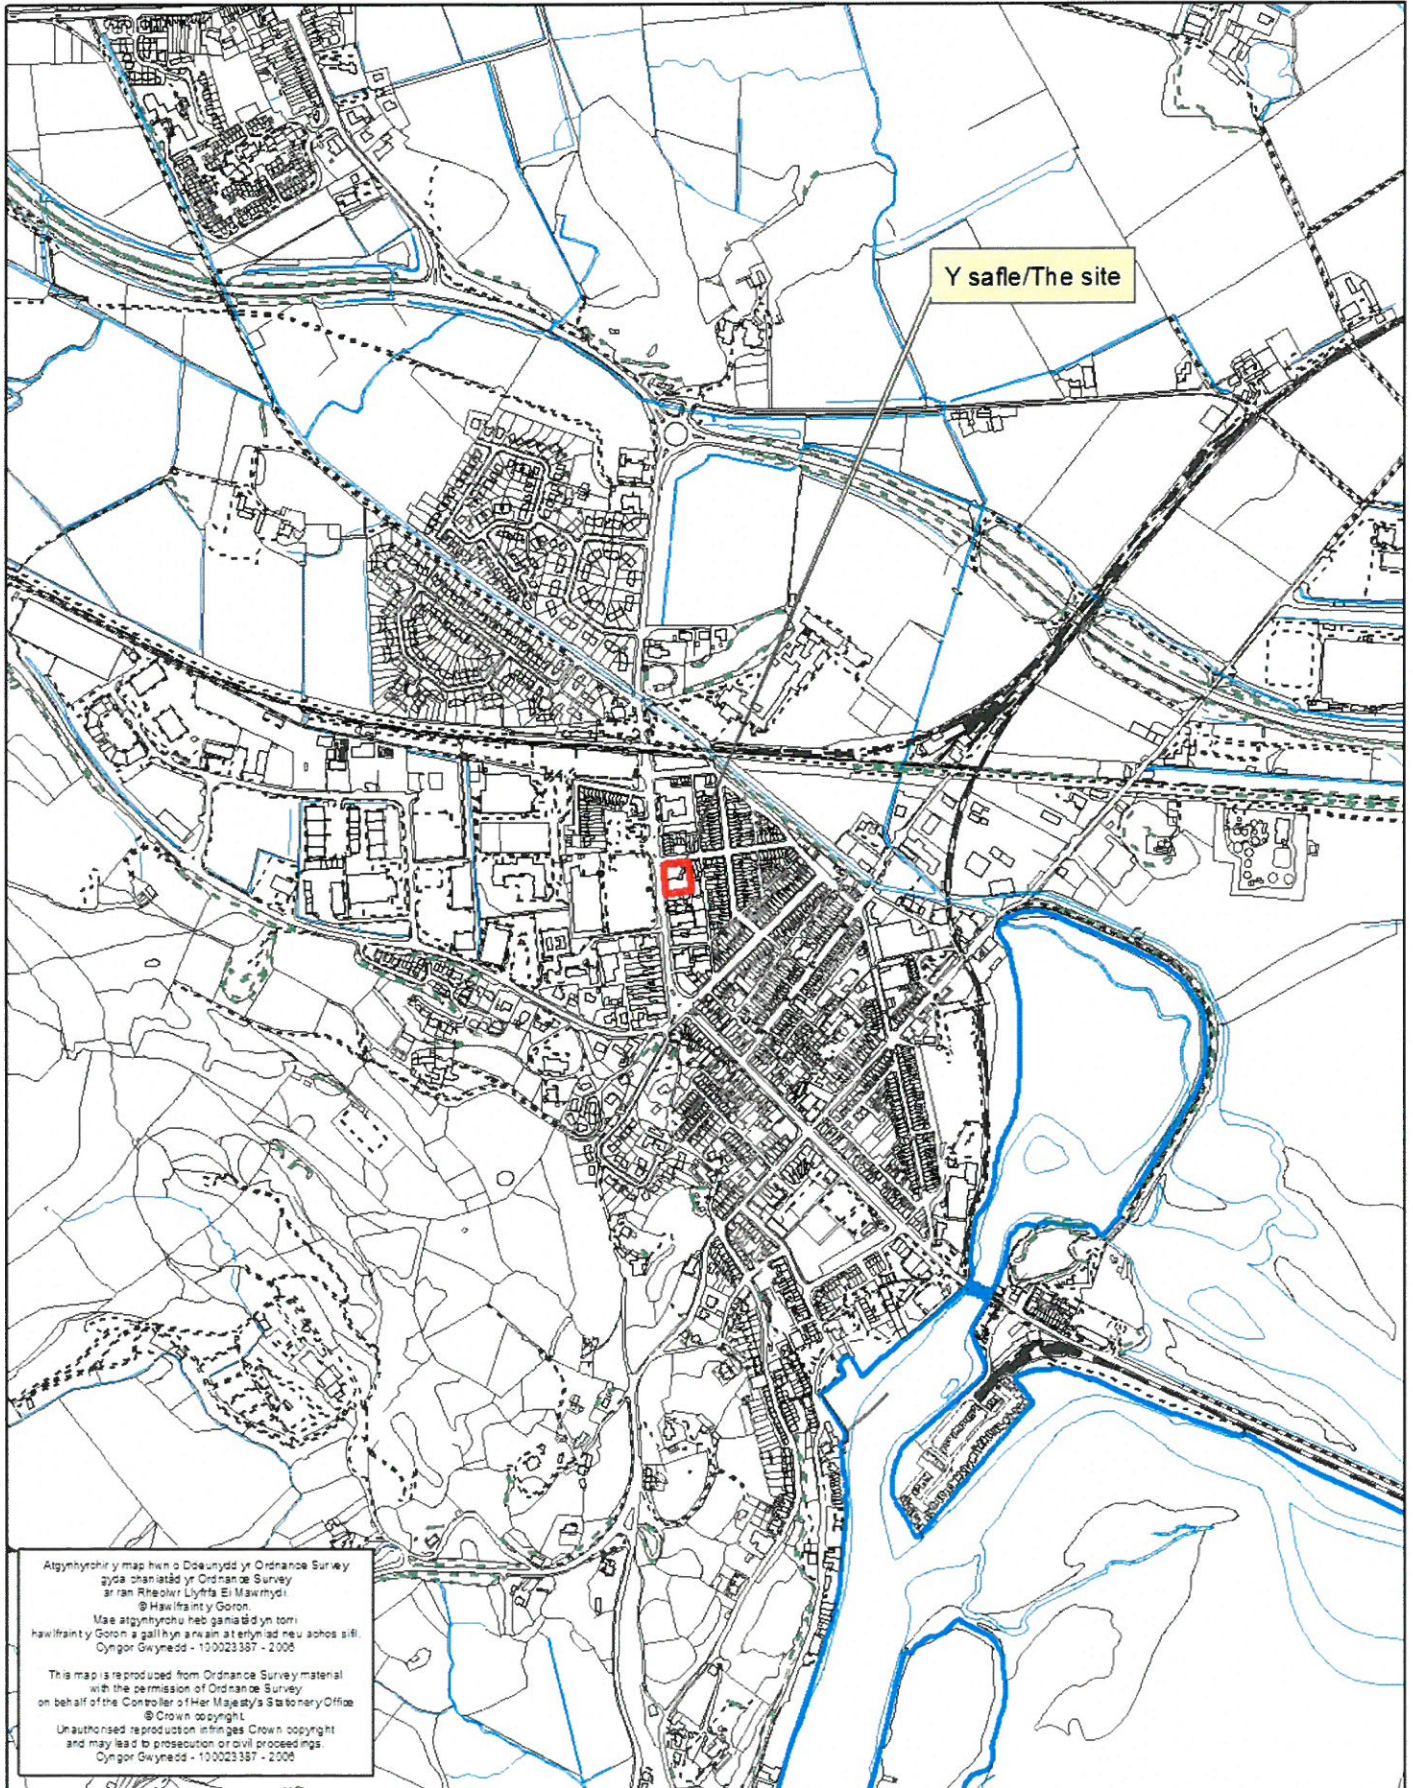 Y safle/The site
Atgynhyrchir y map hwn o Ddeunydd yr Ordnance Survey
gyda chaniatâd yr Ordnance Survey
ar ran Rheolwr Llyfrfa Ei Mawrhydi.
© Hawlfraint y Goron.
Mae atgynhyrchu heb ganiatâd yn torri
hawlfraint y Goron a gall hyn arwain at erlyniad neu achos sifil.
Cyngor Gwynedd - 100023387 - 2006
This map is reproduced from Ordnance Survey material
with the permission of Ordnance Survey
on behalf of the Controller of Her Majesty's Stationery Office
© Crown copyright.
Unauthorised reproduction infringes Crown copyright
and may lead to prosecution or civil proceedings.
Cyngor Gwynedd - 100023387 - 2006